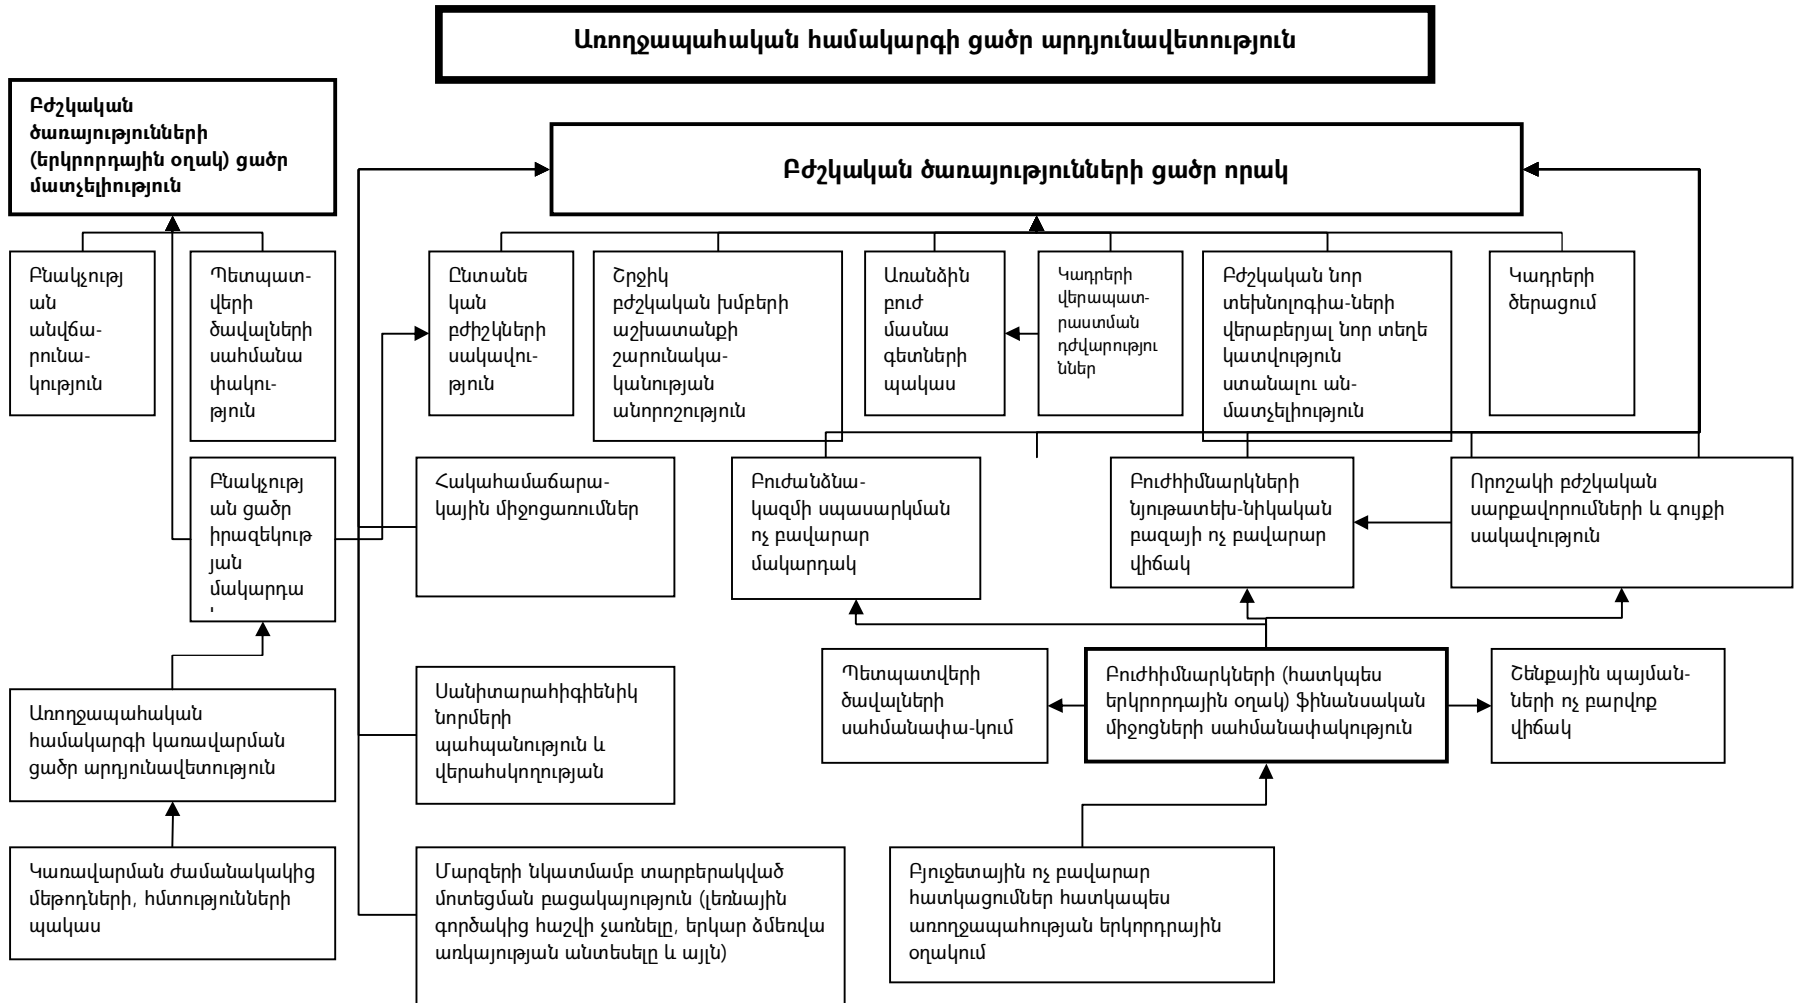 Առողջապահական համակարգի ցածր արդյունավետություն
Բժշկական
ծառայությունների
(երկրորդային օղակ) ցածր
մատչելիություն
Բժշկական ծառայությունների ցածր որակ
Բնակչությ
ան
անվճա-
րունա-
կություն
Պետպատ-
վերի
ծավալների
սահմանա
փակու-
թյուն
Ընտանե
կան
բժիշկների
սակավու-
թյուն
Շրջիկ
բժշկական խմբերի
աշխատանքի
շարունակա-
կանության
անորոշություն
Առանձին
բուժ
մասնա
գետների
պակաս
Կադրերի
վերապատ-
րաստման
դժվարությու
ններ
Բժշկական նոր
տեխնոլոգիա-ների
վերաբերյալ նոր տեղե
կատվություն
ստանալու ան-
մատչելիություն
Կադրերի
ծերացում
Բնակչությ
ան ցածր
իրազեկութ
յան
մակարդա
Հակահամաճարա-
կային միջոցառումներ
Բուժանձնա-
կազմի սպասարկման
ոչ բավարար
մակարդակ
Բուժհիմնարկների
նյութատեխ-նիկական
բազայի ոչ բավարար
վիճակ
Որոշակի բժշկական
սարքավորումների և գույքի
սակավություն
Առողջապահական
համակարգի կառավարման
ցածր արդյունավետություն
Սանիտարահիգիենիկ
նորմերի
պահպանություն և
վերահսկողության
Պետպատվերի
ծավալների
սահմանափա-կում
Բուժհիմնարկների (հատկպես
երկրորդային օղակ) ֆինանսական
միջոցների սահմանափակություն
Շենքային պայման-
ների ոչ բարվոք
վիճակ
Կառավարման ժամանակակից
մեթոդների, հմտությունների
պակաս
Մարզերի նկատմամբ տարբերակված
մոտեցման բացակայություն (լեռնային
գործակից հաշվի չառնելը, երկար ձմեռվա
առկայության անտեսելը և այլն)
Բյուջետային ոչ բավարար
հատկացումներ հատկապես
առողջապահության երկորդրային
օղակում